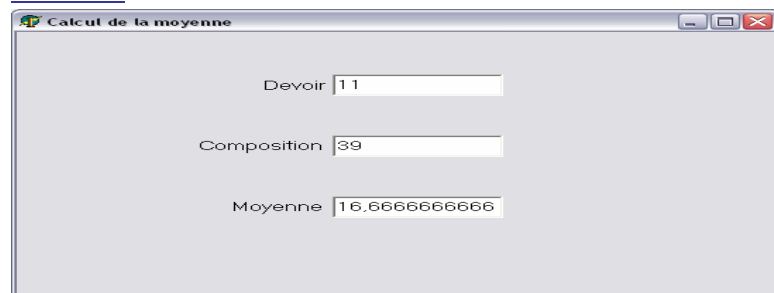 Calcul de la moyenne
Devoir 11
Composition 39
Moyenne 16,6666666666